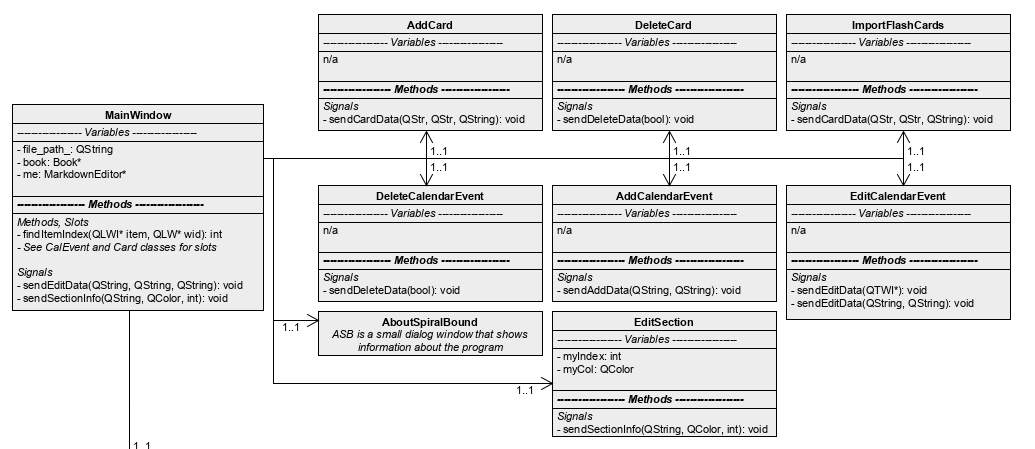 AddCard
------------------ Variables ------------------
n/a
------------------- Methods -------------------
Signals
- sendCardData(QStr, QStr, QString): void
DeleteCard
------------------ Variables ------------------
n/a
------------------- Methods -------------------
Signals
- sendDeleteData(bool): void
ImportFlashCards
------------------ Variables ------------------
n/a
------------------- Methods -------------------
Signals
- sendCardData(QStr, QStr, QString): void
MainWindow
------------------ Variables ------------------
- file_path_: QString
- book: Book*
- me: MarkdownEditor*
------------------- Methods -------------------
Methods, Slots
- findItemIndex(QLWI* item, QLW* wid): int
- See CalEvent and Card classes for slots
Signals
- sendEditData(QString, QString, QString): void
- sendSectionInfo(QString, QColor, int): void
1..1
1..1
1..1
1..1
1..1
1..1
DeleteCalendarEvent
------------------ Variables ------------------
n/a
------------------- Methods -------------------
Signals
- sendDeleteData(bool): void
AddCalendarEvent
------------------ Variables ------------------
n/a
------------------- Methods -------------------
Signals
- sendAddData(QString, QString): void
EditCalendarEvent
------------------ Variables ------------------
n/a
------------------- Methods -------------------
Signals
- sendEditData(QTWI*): void
- sendEditData(QString, QString): void
1..1
AboutSpiralBound
ASB is a small dialog window that shows
information about the program
1..1
EditSection
------------------ Variables ------------------
- myIndex: int
- myCol: QColor
------------------- Methods -------------------
Signals
- sendSectionInfo(QString, QColor, int): void
1..1